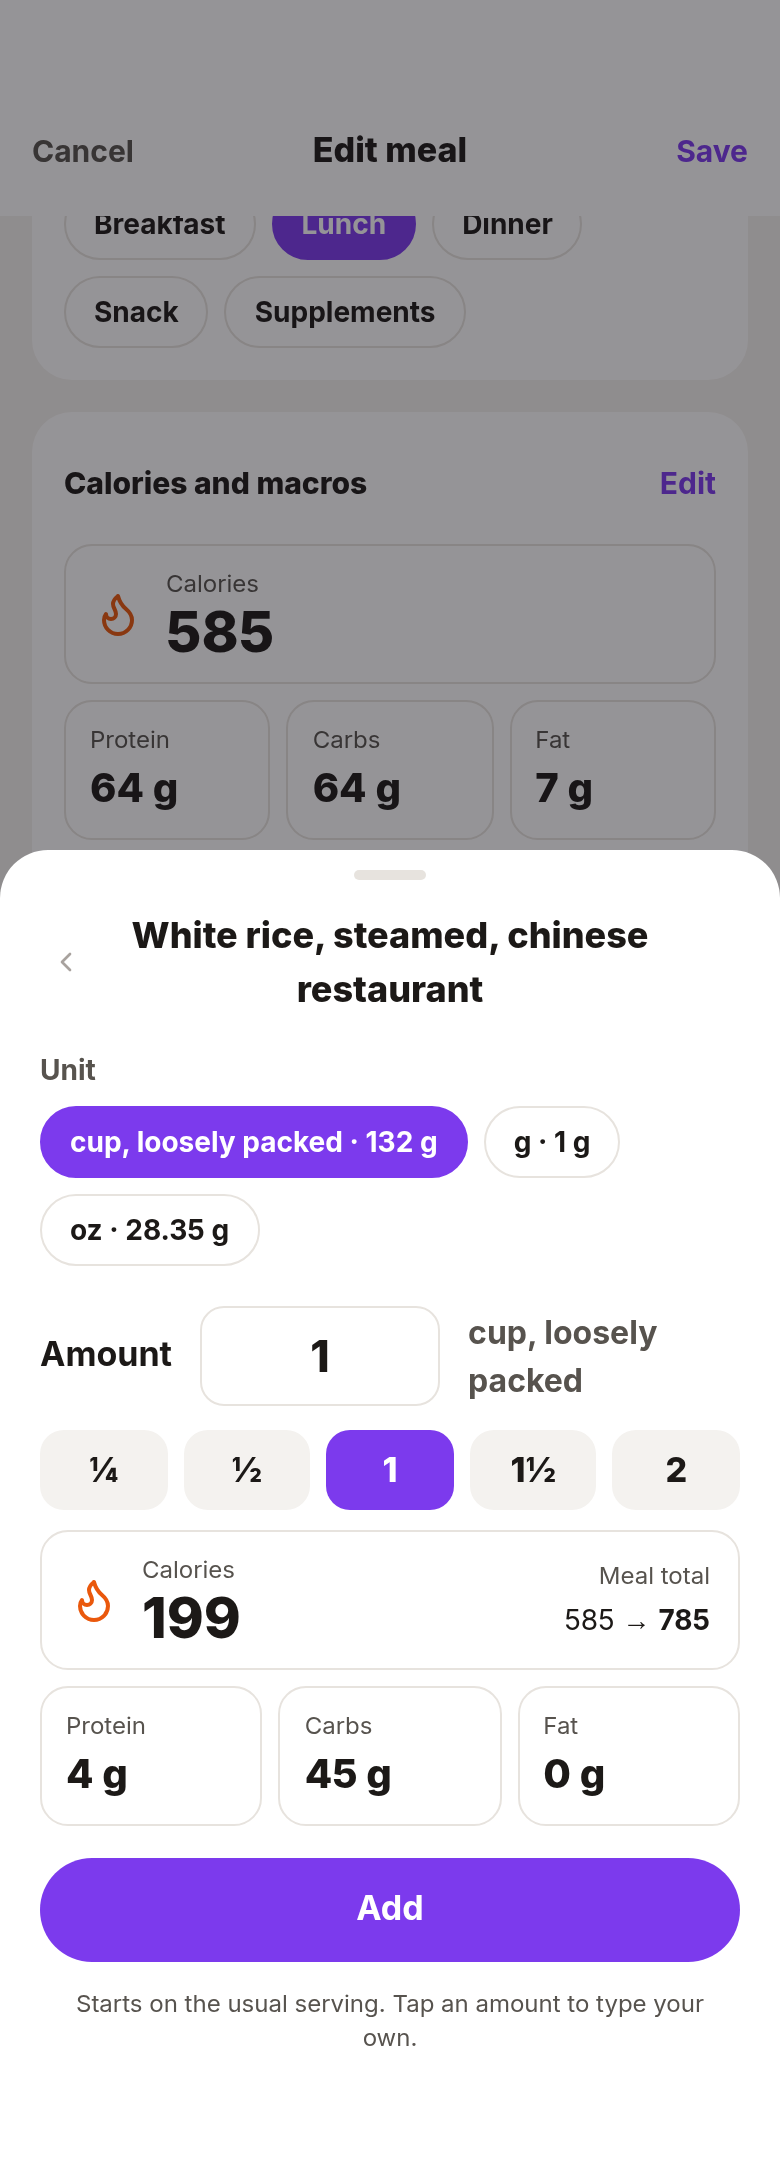 Cancel
Edit meal
Save
Breakfast
Lunch
Dinner
Snack
Supplements
Calories and macros
Edit
Calories
585
Protein
64 g
Carbs
64 g
Fat
7 g
White rice, steamed, chinese
restaurant
Unit
cup, loosely packed · 132 g
g · 1 g
oz · 28.35 g
Amount
1
cup, loosely
packed
¼
½
1
1½
2
Calories
199
Meal total
585 → 785
Protein
4 g
Carbs
45 g
Fat
0 g
Add
Starts on the usual serving. Tap an amount to type your
own.